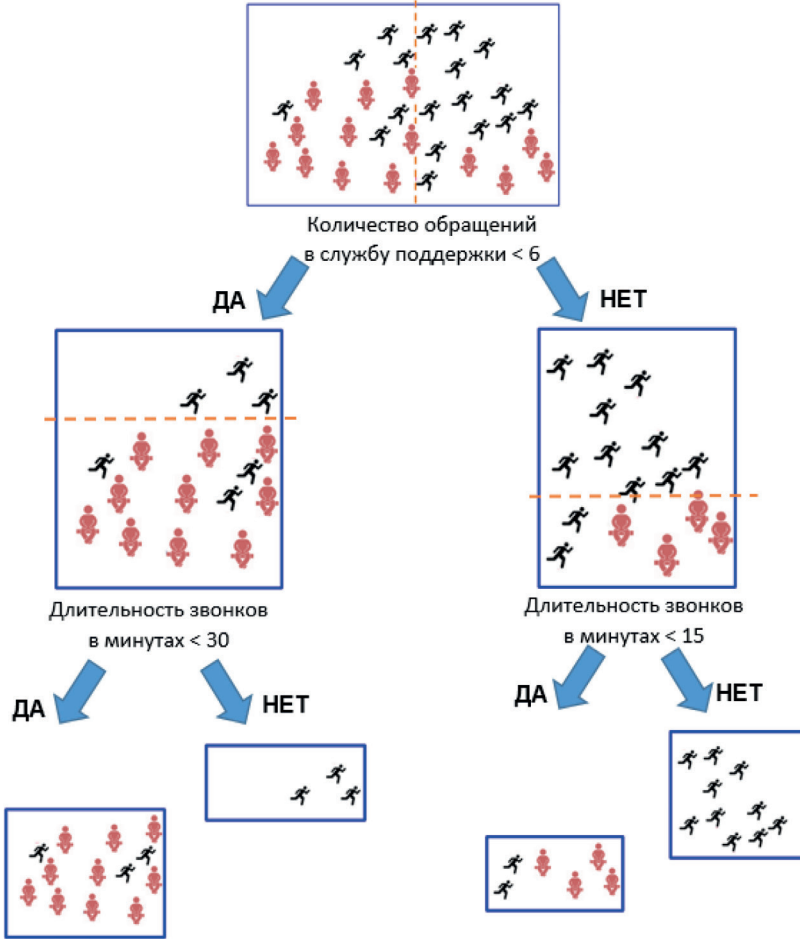 Количество обращений
в службу поддержки < 6
ДА
НЕТ
Длительность звонков
в минутах < 30
Длительность звонков
в минутах < 15
ДА
НЕТ
ДА
НЕТ